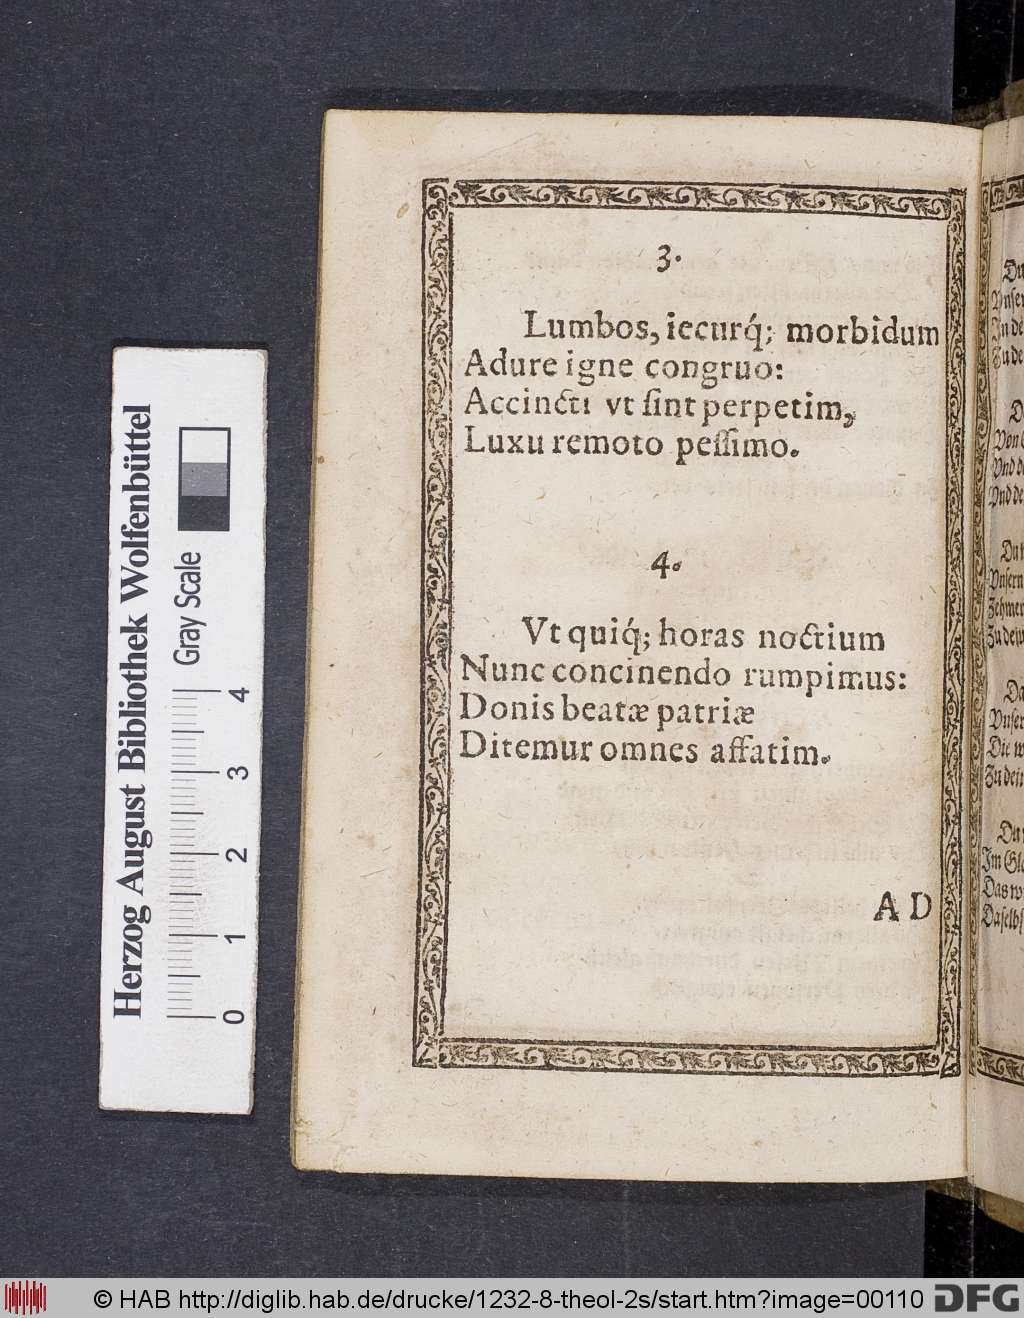 3.
Lumbos, iecurq́; morbidum
Adure igne congruo:
Accincti vt ſint perpetim,
Luxu remoto peſſimo.
4.
Vt quiq́; horas noctium
Nunc concinendo rumpimus:
Donis beatæ patriæ
Ditemur omnes affatim.
A D
Herzog August Bibliothek Wolfenbüttel
Gray Scale
0 1 2 3 4
© HAB http://diglib.hab.de/drucke/1232-8-theol-2s/start.htm?image=00110
DFG